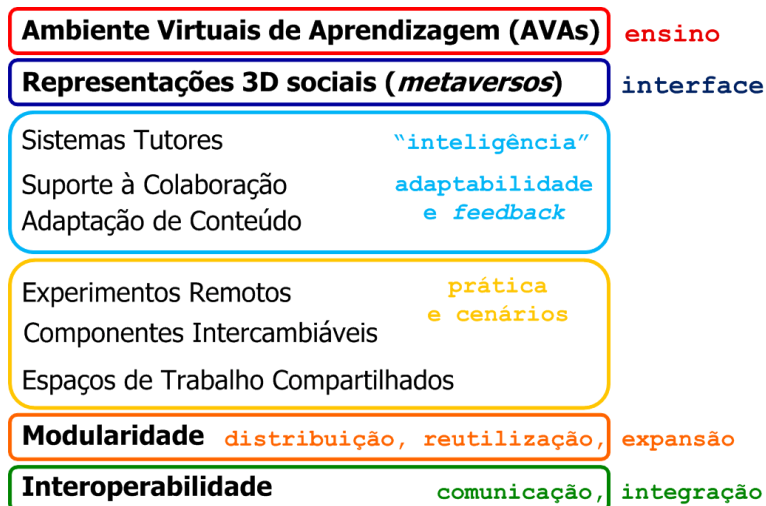 Ambiente Virtuais de Aprendizagem (AVAs) ensino
Representações 3D sociais (metaversos) interface
Sistemas Tutores "inteligência"
Suporte à Colaboração adaptabilidade
Adaptação de Conteúdo e feedback
Experimentos Remotos prática
Componentes Intercambiáveis e cenários
Espaços de Trabalho Compartilhados
Modularidade distribuição, reutilização, expansão
Interoperabilidade comunicação, integração